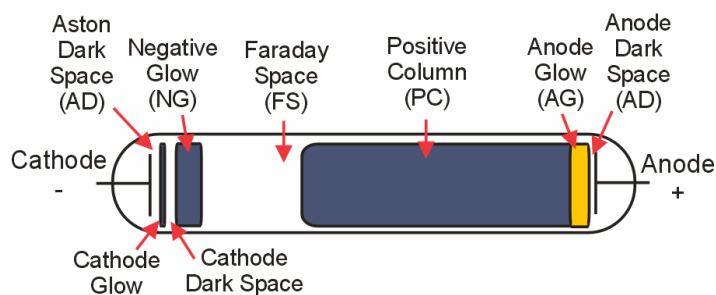 Aston
Dark
Space
(AD)
Negative
Glow
(NG)
Faraday
Space
(FS)
Positive
Column
(PC)
Anode
Glow
(AG)
Anode
Dark
Space
(AD)
Cathode
-
Anode
+
Cathode
Glow
Cathode
Dark Space